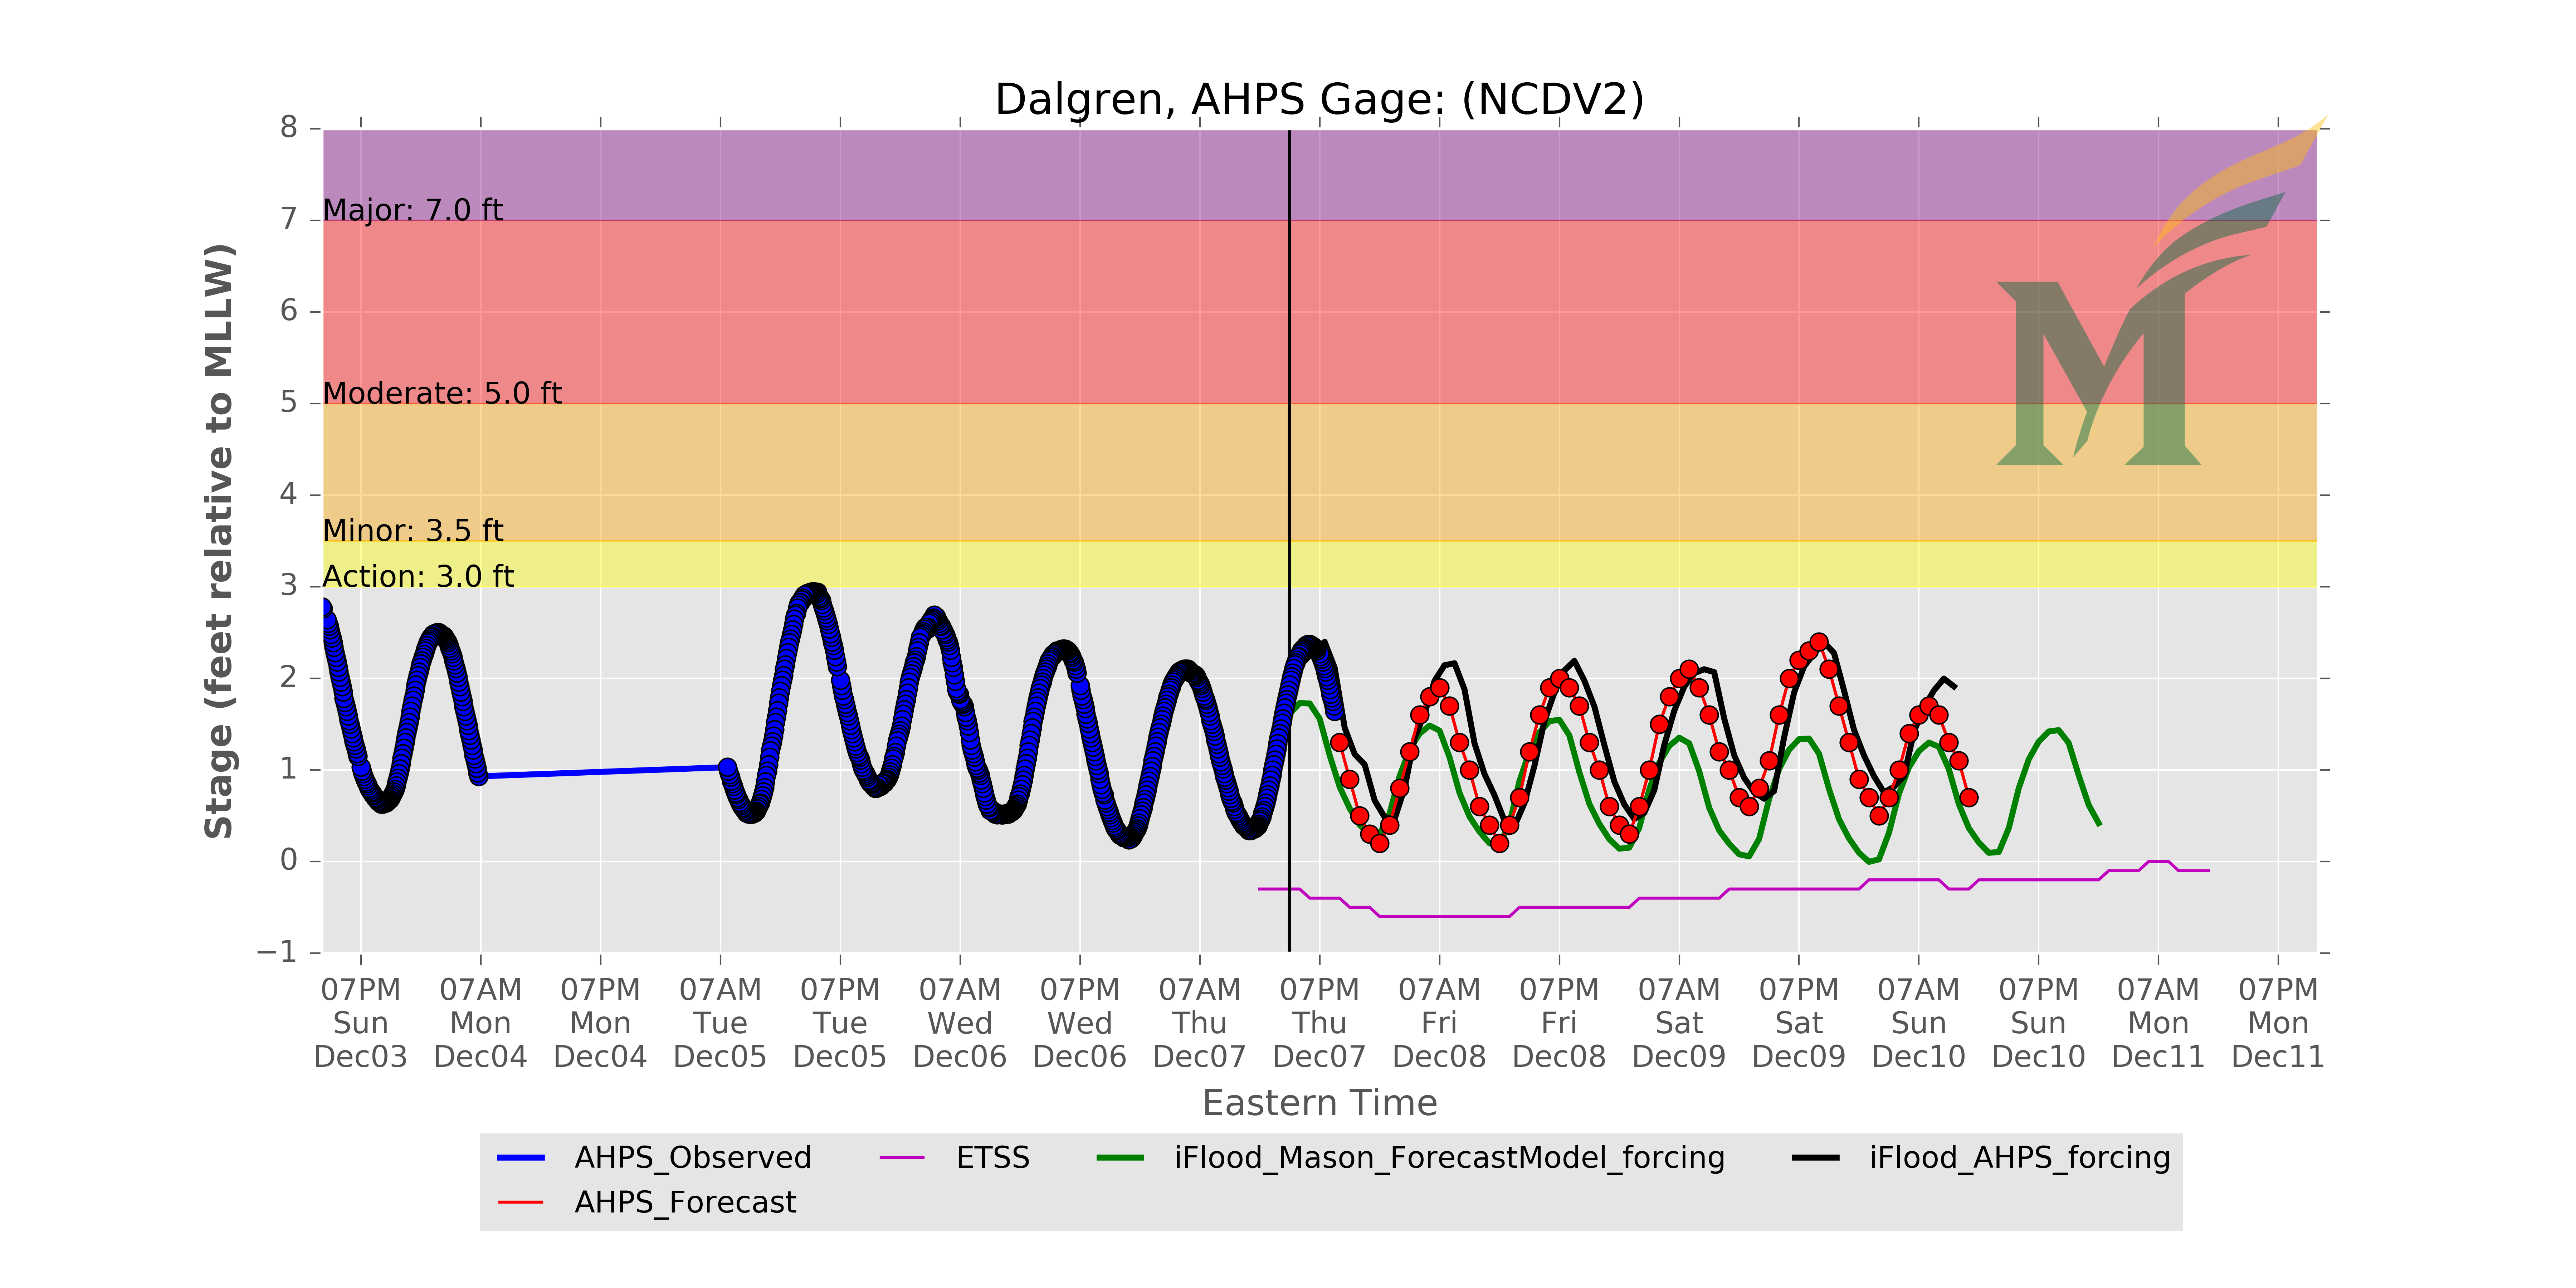 Dalgren, AHPS Gage: (NCDV2)
Stage (feet relative to MLLW)
8
7
6
5
4
3
2
1
0
−1
Major: 7.0 ft
Moderate: 5.0 ft
Minor: 3.5 ft
Action: 3.0 ft
07PM Sun Dec03
07AM Mon Dec04
07PM Mon Dec04
07AM Tue Dec05
07PM Tue Dec05
07AM Wed Dec06
07PM Wed Dec06
07AM Thu Dec07
07PM Thu Dec07
07AM Fri Dec08
07PM Fri Dec08
07AM Sat Dec09
07PM Sat Dec09
07AM Sun Dec10
07PM Sun Dec10
07AM Mon Dec11
07PM Mon Dec11
Eastern Time
AHPS_Observed
AHPS_Forecast
ETSS
iFlood_Mason_ForecastModel_forcing
iFlood_AHPS_forcing
M